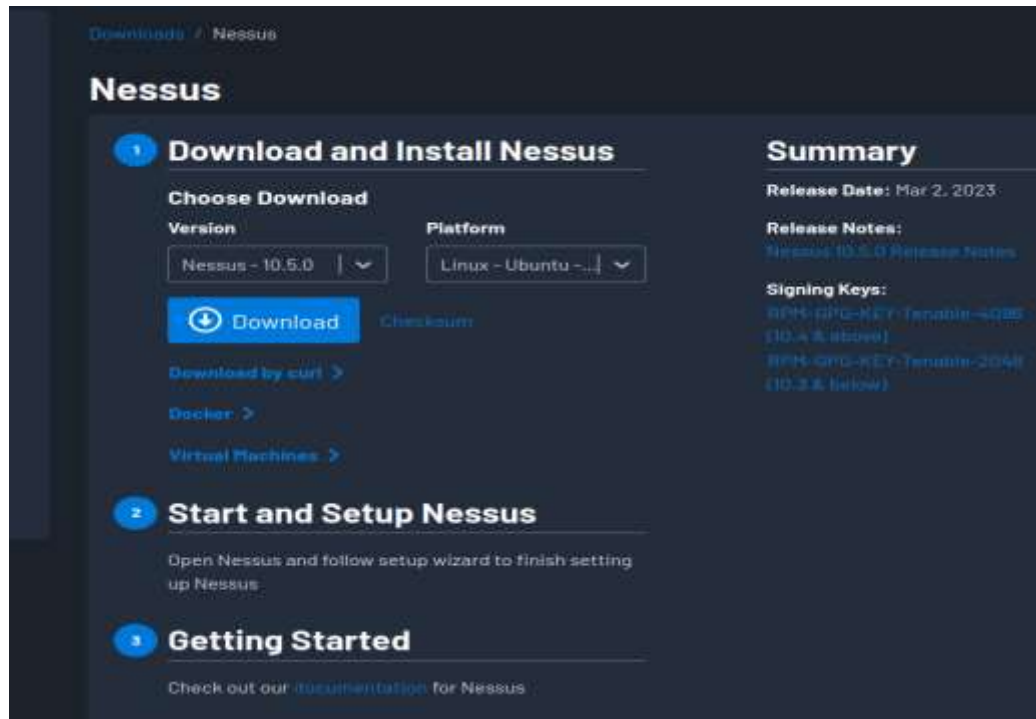 Downloads / Nessus
Nessus
1 Download and Install Nessus
Choose Download
Version Platform
Nessus - 10.5.0 Linux - Ubuntu -...
Download Checksum
Download by curl >
Docker >
Virtual Machines >
2 Start and Setup Nessus
Open Nessus and follow setup wizard to finish setting
up Nessus
3 Getting Started
Check out our documentation for Nessus
Summary
Release Date: Mar 2, 2023
Release Notes:
Nessus 10.5.0 Release Notes
Signing Keys:
RPM-GPG-KEY-Tenable-4096
(10.4 & above)
RPM-GPG-KEY-Tenable-2048
(10.3 & below)